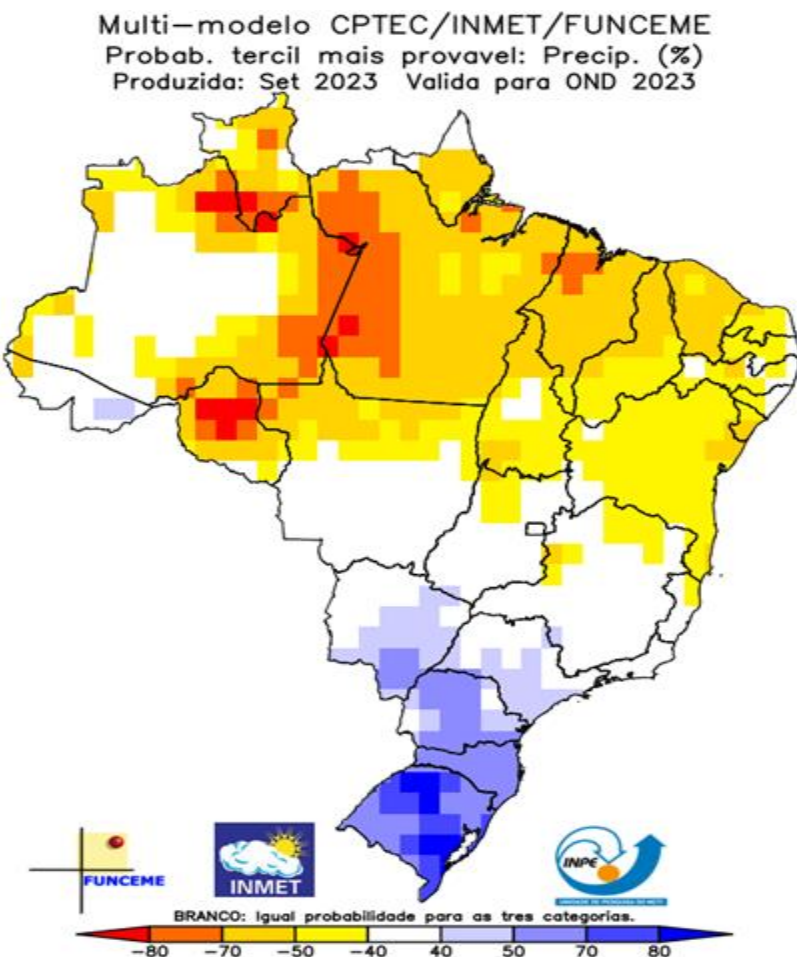 Multi-modelo CPTEC/INMET/FUNCEME
Probab. tercil mais provavel: Precip. (%)
Produzida: Set 2023 Valida para OND 2023
FUNCEME
INMET
INPE
BRANCO: Igual probabilidade para as tres categorias.
-80 -70 -50 -40 40 50 70 80